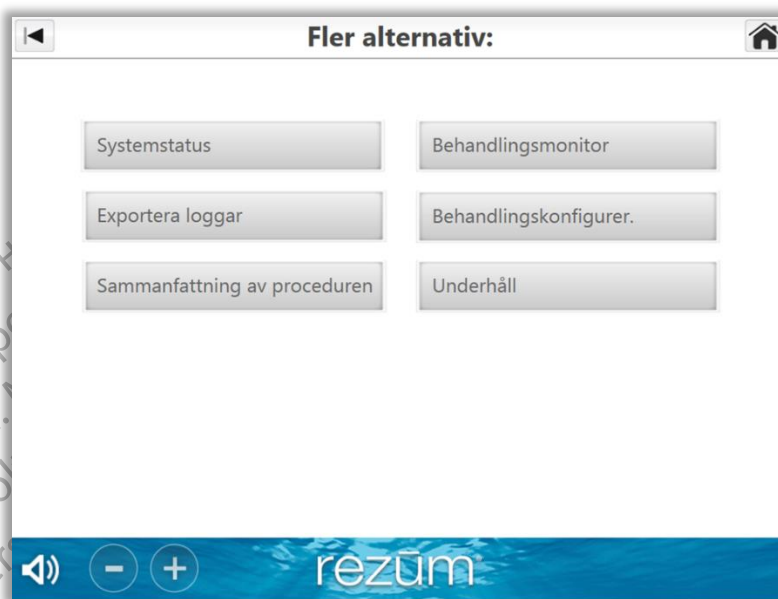 Fler alternativ:
Systemstatus
Behandlingsmonitor
Exportera loggar
Behandlingskonfigurer.
Sammanfattning av proceduren
Underhåll
- +
rezūm